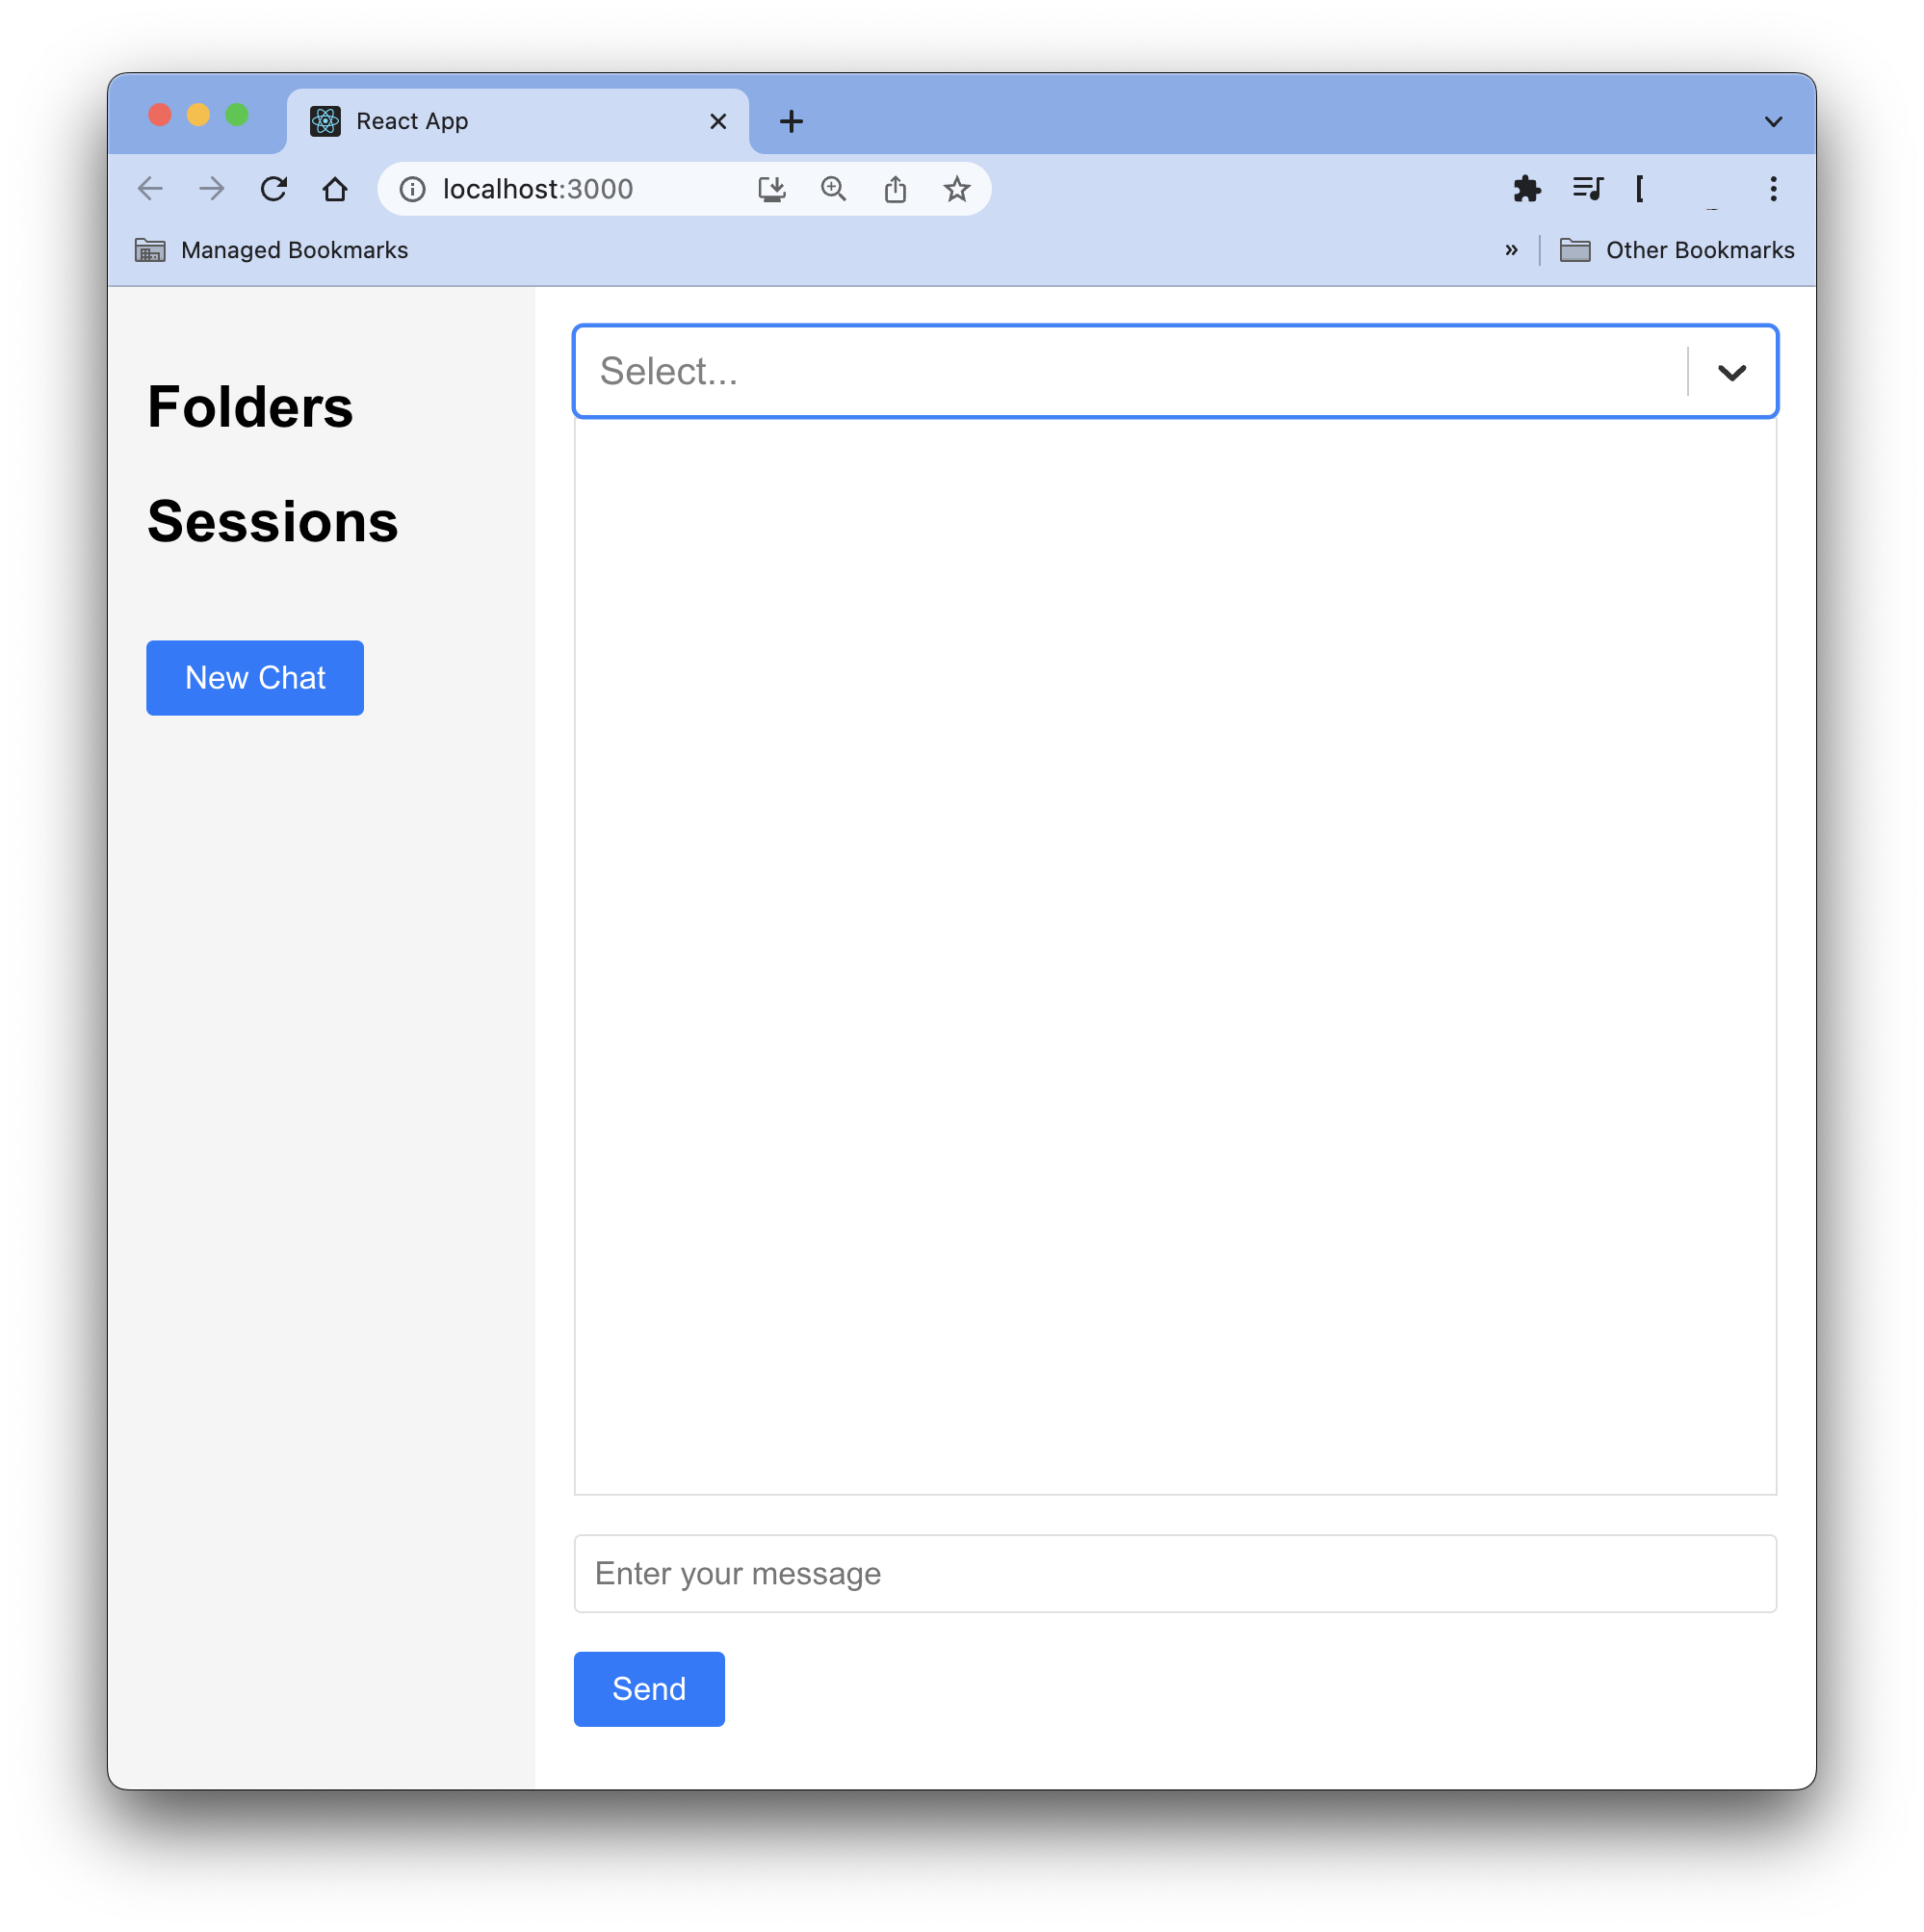 React App
localhost:3000
Managed Bookmarks
» Other Bookmarks
Folders
Sessions
New Chat
Select...
Enter your message
Send